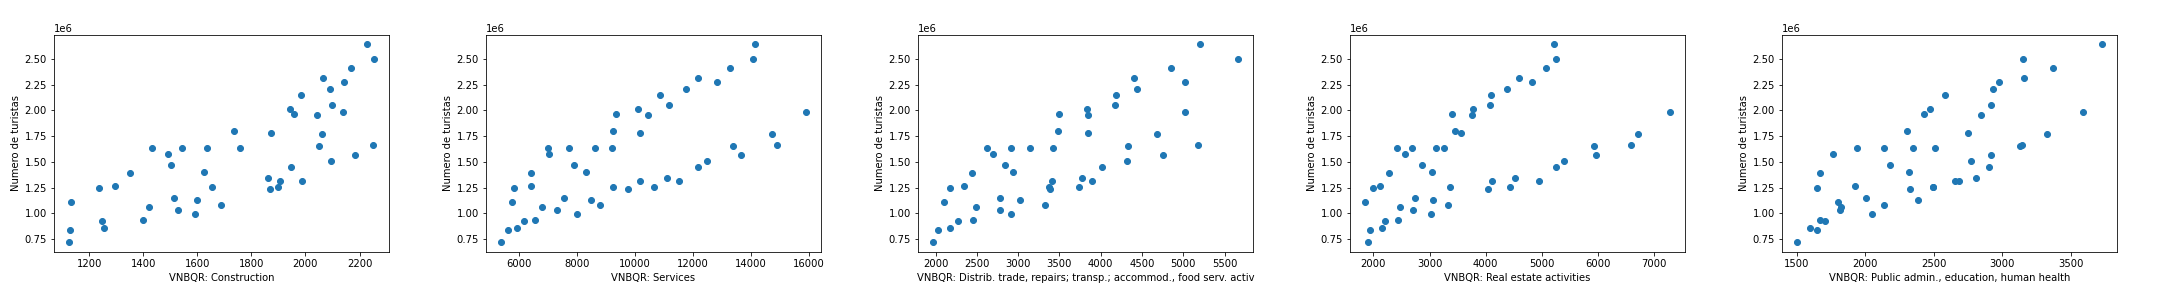 1e6
Numero de turistas
2.50
2.25
2.00
1.75
1.50
1.25
1.00
0.75
1200 1400 1600 1800 2000 2200
VNBQR: Construction
1e6
Numero de turistas
2.50
2.25
2.00
1.75
1.50
1.25
1.00
0.75
6000 8000 10000 12000 14000 16000
VNBQR: Services
1e6
Numero de turistas
2.50
2.25
2.00
1.75
1.50
1.25
1.00
0.75
2000 2500 3000 3500 4000 4500 5000 5500
VNBQR: Distrib. trade, repairs; transp.; accommod., food serv. activ
1e6
Numero de turistas
2.50
2.25
2.00
1.75
1.50
1.25
1.00
0.75
2000 3000 4000 5000 6000 7000
VNBQR: Real estate activities
1e6
Numero de turistas
2.50
2.25
2.00
1.75
1.50
1.25
1.00
0.75
1500 2000 2500 3000 3500
VNBQR: Public admin., education, human health